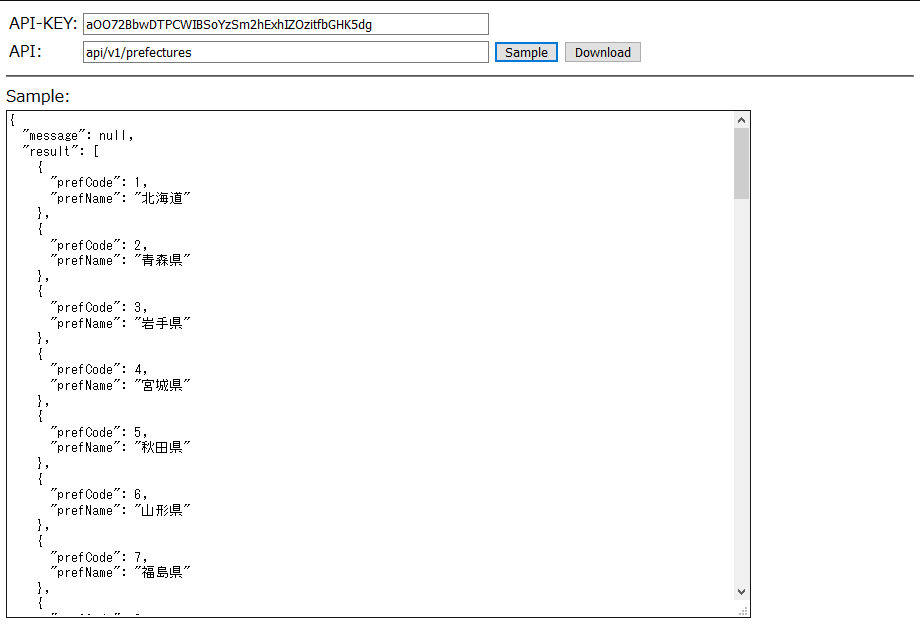 API-KEY: aOO72BbwDTPCWIBSoYzSm2hExhIZOzitfbGHK5dg
API: api/v1/prefectures Sample Download
Sample:
{
  "message": null,
  "result": [
    {
      "prefCode": 1,
      "prefName": "北海道"
    },
    {
      "prefCode": 2,
      "prefName": "青森県"
    },
    {
      "prefCode": 3,
      "prefName": "岩手県"
    },
    {
      "prefCode": 4,
      "prefName": "宮城県"
    },
    {
      "prefCode": 5,
      "prefName": "秋田県"
    },
    {
      "prefCode": 6,
      "prefName": "山形県"
    },
    {
      "prefCode": 7,
      "prefName": "福島県"
    },
    {